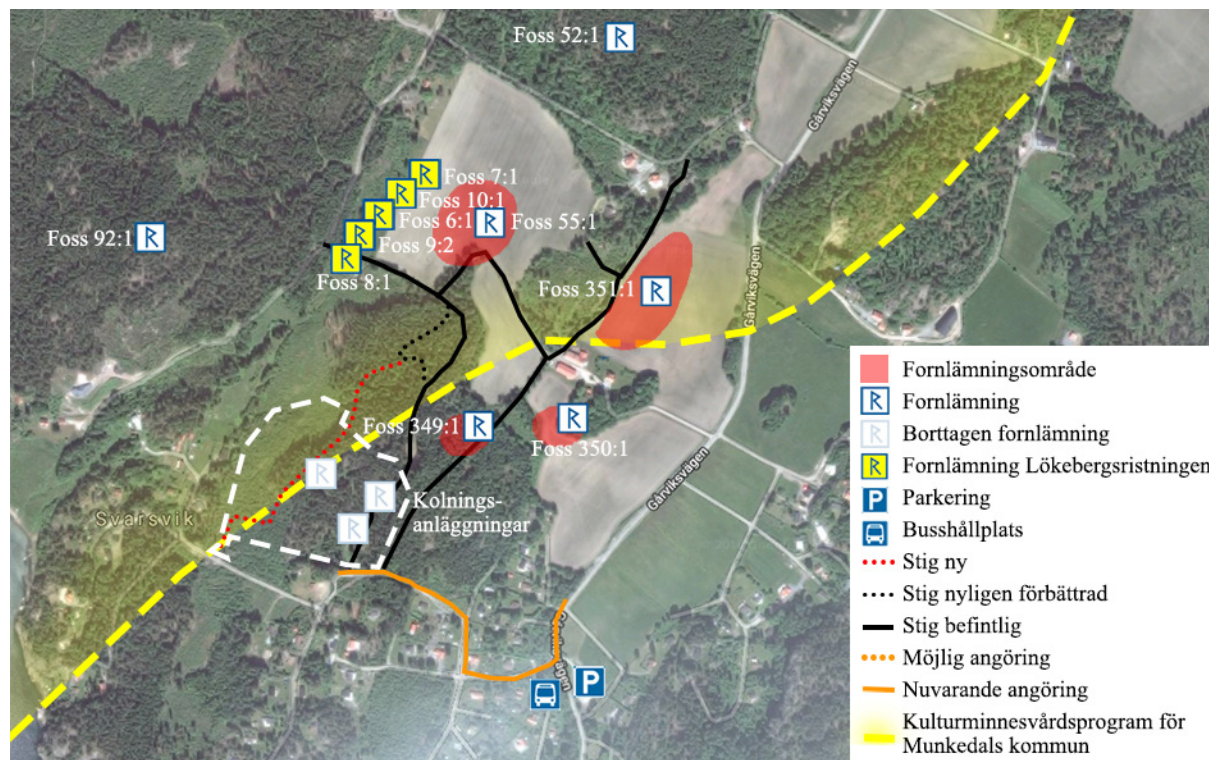 Foss 52:1
Gårviksvägen
Foss 7:1
Foss 10:1
Foss 6:1
Foss 55:1
Foss 92:1
Foss 9:2
Foss 8:1
Foss 351:1
Gårviksvägen
Foss 349:1
Foss 350:1
Gårviksvägen
Kolnings-
anläggningar
Svarsvik
P
Fornlämningsområde
Fornlämning
Borttagen fornlämning
Fornlämning Lökebergsristningen
P
Parkering
Busshållplats
Stig ny
Stig nyligen förbättrad
Stig befintlig
Möjlig angöring
Nuvarande angöring
Kulturminnesvårdsprogram för
Munkedals kommun